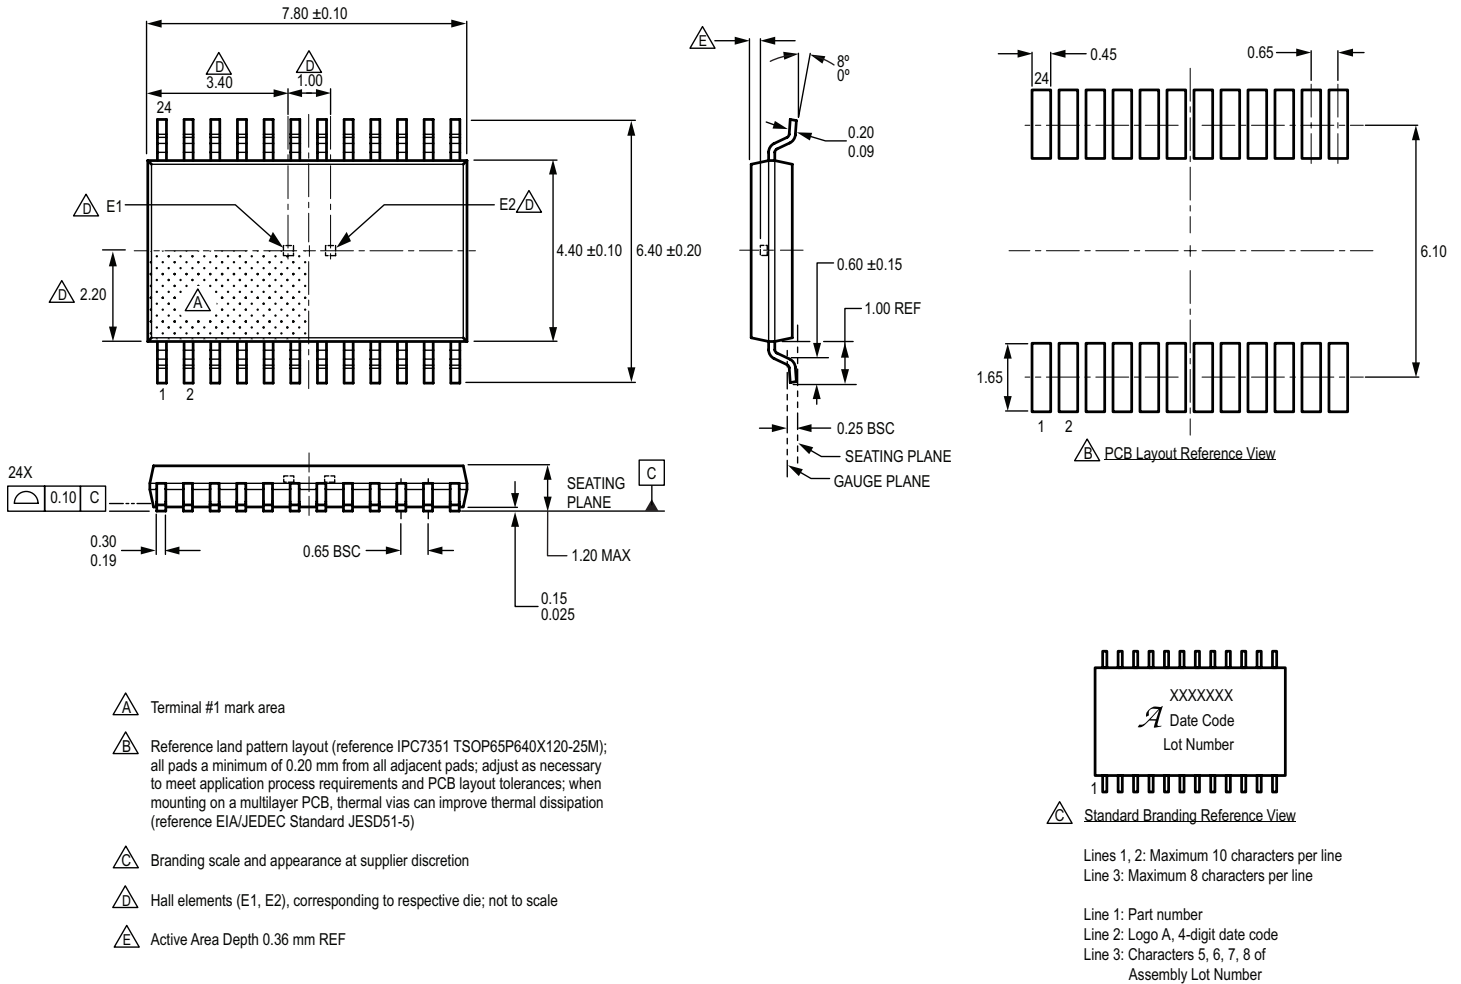 7.80 ±0.10
D
3.40
D
1.00
24
D E1
E2 D
D 2.20
A
4.40 ±0.10
6.40 ±0.20
1 2
E
8º
0º
0.20
0.09
0.60 ±0.15
1.00 REF
0.25 BSC
SEATING PLANE
GAUGE PLANE
24
0.45
0.65
6.10
1.65
1 2
B PCB Layout Reference View
24X
0.10 C
0.30
0.19
0.65 BSC
SEATING
PLANE
C
1.20 MAX
0.15
0.025
A Terminal #1 mark area
B Reference land pattern layout (reference IPC7351 TSOP65P640X120-25M);
all pads a minimum of 0.20 mm from all adjacent pads; adjust as necessary
to meet application process requirements and PCB layout tolerances; when
mounting on a multilayer PCB, thermal vias can improve thermal dissipation
(reference EIA/JEDEC Standard JESD51-5)
C Branding scale and appearance at supplier discretion
D Hall elements (E1, E2), corresponding to respective die; not to scale
E Active Area Depth 0.36 mm REF
XXXXXXX
A Date Code
Lot Number
1
C Standard Branding Reference View
Lines 1, 2: Maximum 10 characters per line
Line 3: Maximum 8 characters per line
Line 1: Part number
Line 2: Logo A, 4-digit date code
Line 3: Characters 5, 6, 7, 8 of
Assembly Lot Number